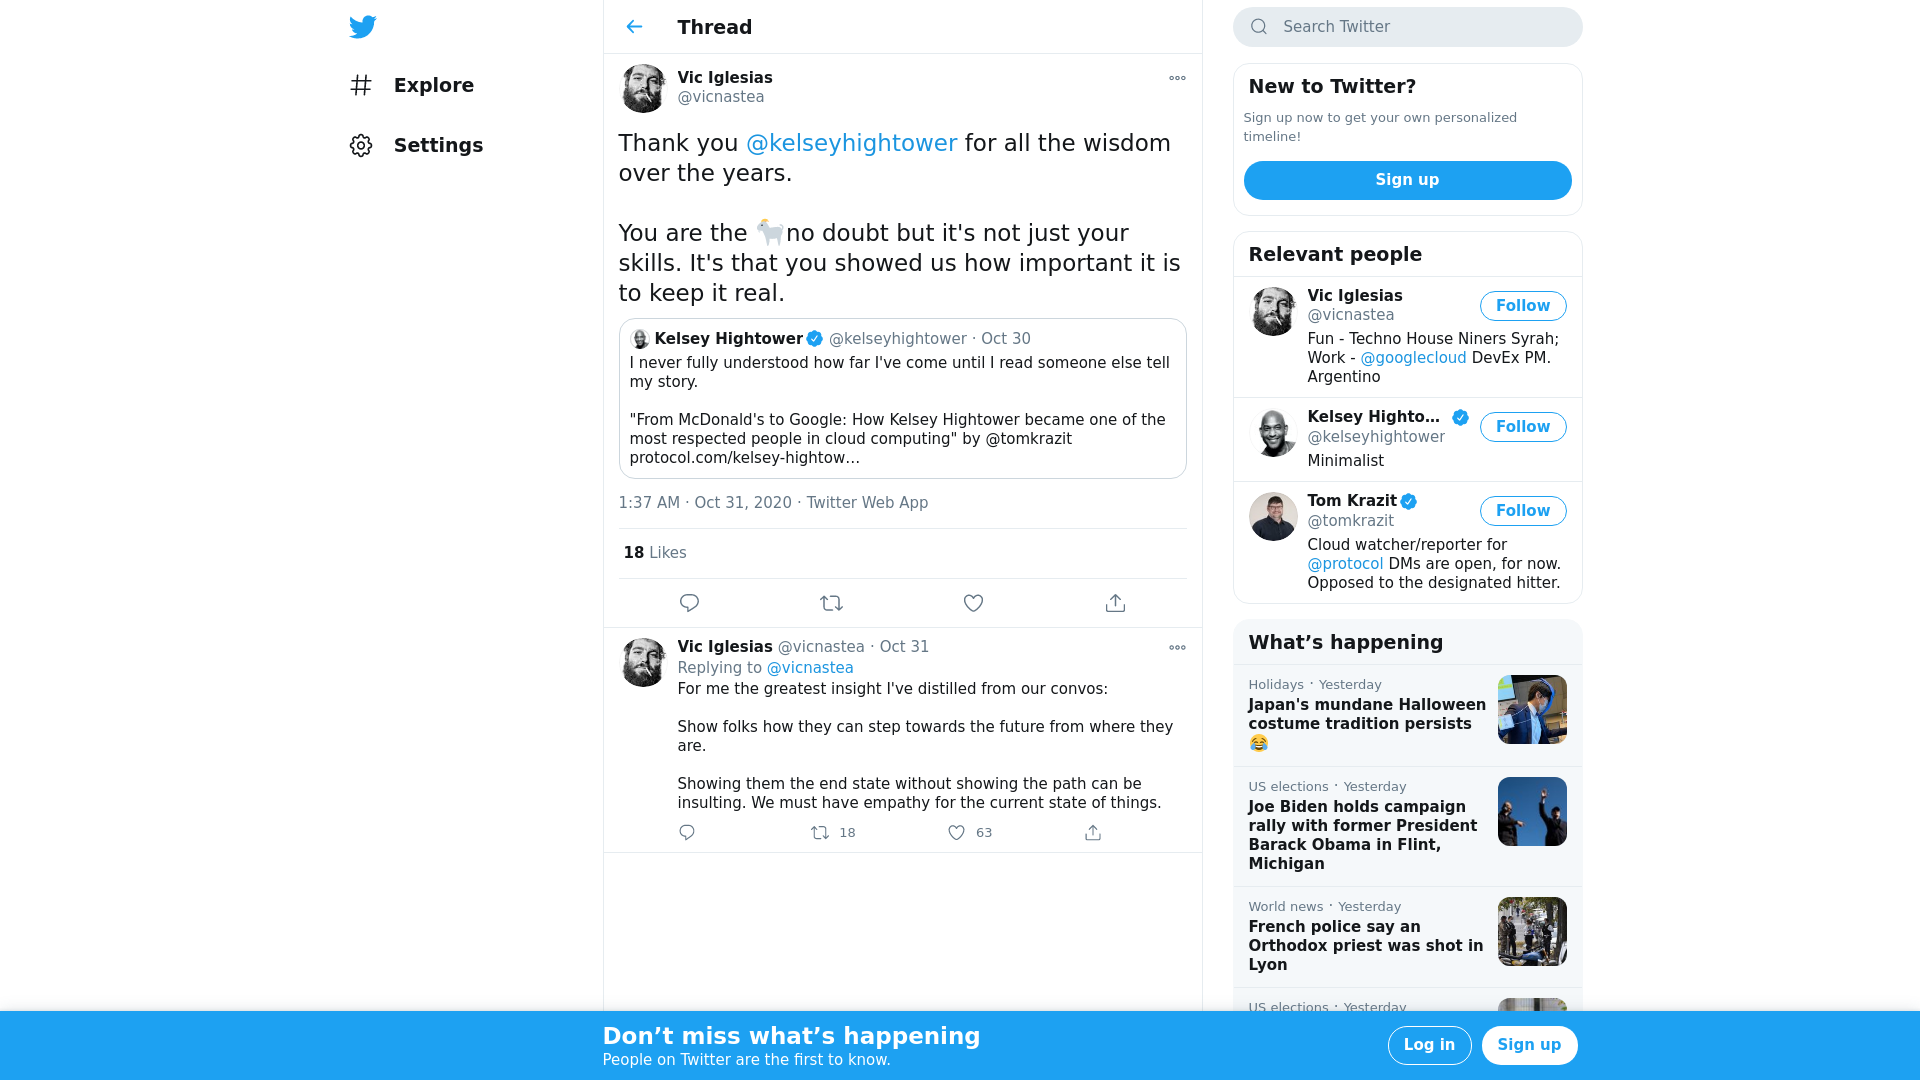 Explore
Settings
Thread
Vic Iglesias
@vicnastea
Thank you @kelseyhightower for all the wisdom
over the years.
You are the 🐐no doubt but it's not just your
skills. It's that you showed us how important it is
to keep it real.
Kelsey Hightower @kelseyhightower · Oct 30
I never fully understood how far I've come until I read someone else tell
my story.
"From McDonald's to Google: How Kelsey Hightower became one of the
most respected people in cloud computing" by @tomkrazit
protocol.com/kelsey-hightow…
1:37 AM · Oct 31, 2020 · Twitter Web App
18 Likes
Vic Iglesias @vicnastea · Oct 31
Replying to @vicnastea
For me the greatest insight I've distilled from our convos:
Show folks how they can step towards the future from where they
are.
Showing them the end state without showing the path can be
insulting. We must have empathy for the current state of things.
18 63
Search Twitter
New to Twitter?
Sign up now to get your own personalized
timeline!
Sign up
Relevant people
Vic Iglesias
@vicnastea
Follow
Fun - Techno House Niners Syrah;
Work - @googlecloud DevEx PM.
Argentino
Kelsey Highto...
@kelseyhightower
Follow
Minimalist
Tom Krazit
@tomkrazit
Follow
Cloud watcher/reporter for
@protocol DMs are open, for now.
Opposed to the designated hitter.
What’s happening
Holidays · Yesterday
Japan's mundane Halloween
costume tradition persists
😂
US elections · Yesterday
Joe Biden holds campaign
rally with former President
Barack Obama in Flint,
Michigan
World news · Yesterday
French police say an
Orthodox priest was shot in
Lyon
US elections · Yesterday
Don’t miss what’s happening
People on Twitter are the first to know.
Log in
Sign up